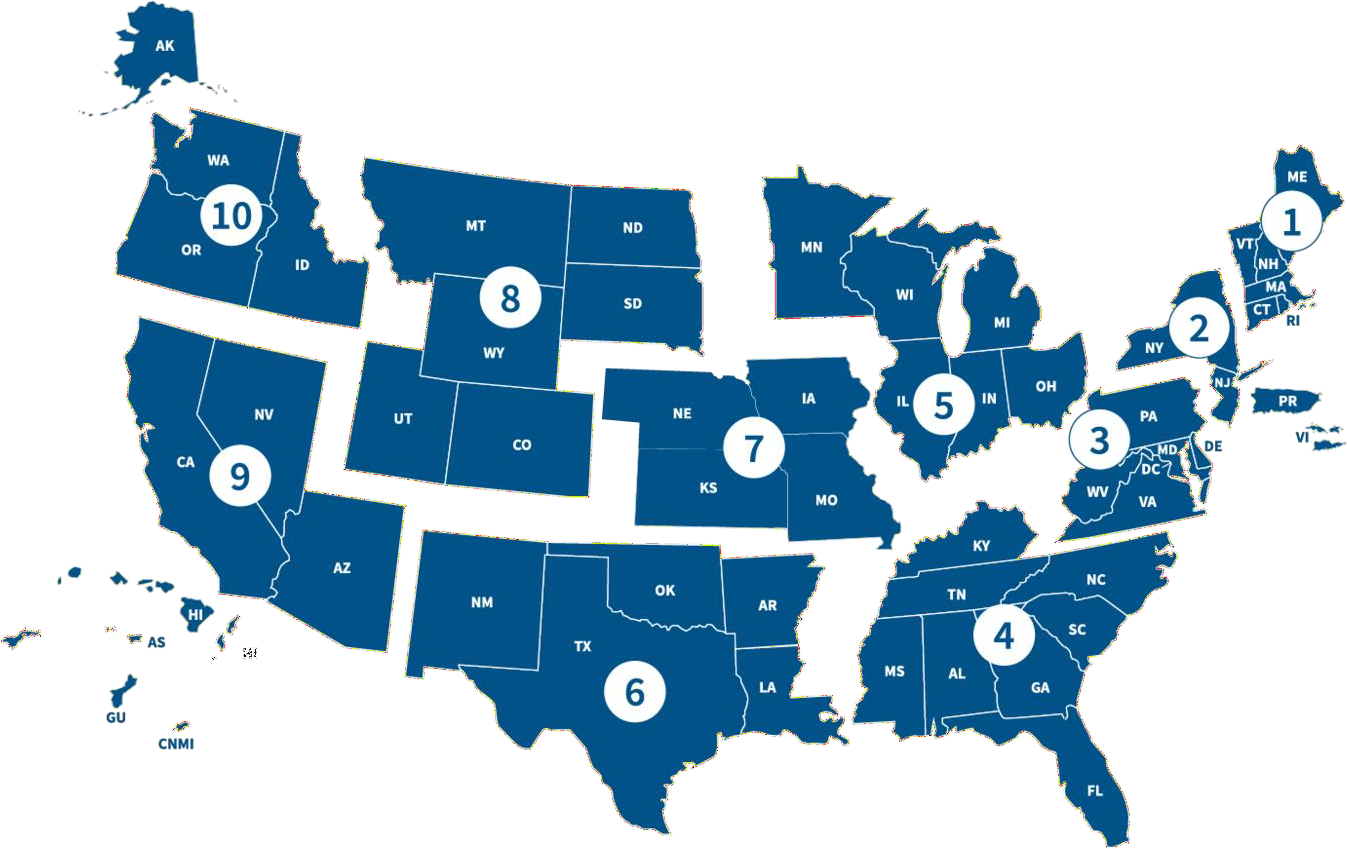 AK
WA
10
OR
ID
MT
ND
8
SD
WY
MN
WI
MI
ME
1
VT
NH
MA
CT
RI
2
NY
NJ
PR
VI
NV
UT
CO
CA
9
AZ
NE
IA
7
KS
MO
IL
5
IN
OH
PA
3
MD
DE
DC
WV
VA
KY
TN
NC
4
SC
MS
AL
GA
FL
NM
OK
AR
TX
6
LA
HI
AS
GU
CNMI